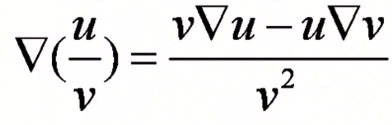 ∇(u/v) = (v∇u − u∇v)/v²